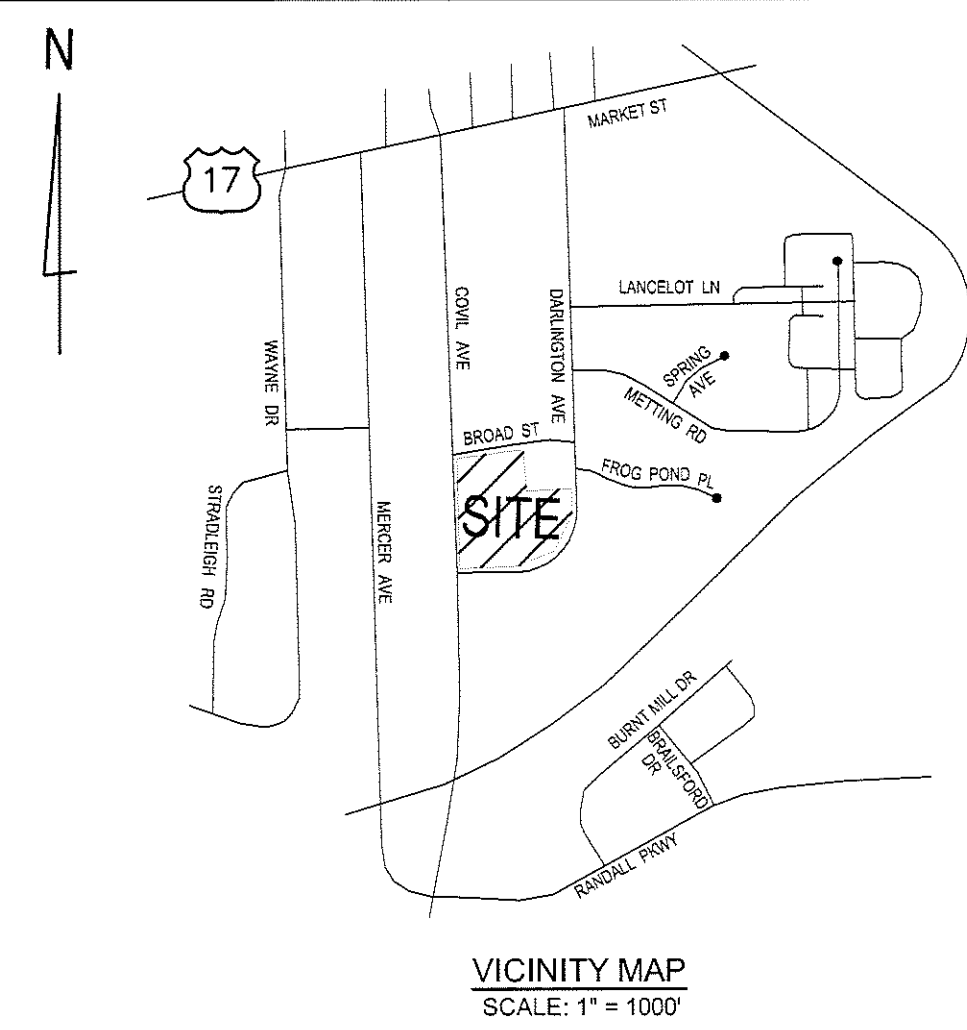 N
17
MARKET ST
LANCELOT LN
COVIL AVE
DARLINGTON AVE
WAYNE DR
SPRING
AVE
METTING RD
BROAD ST
FROG POND PL
STRADLEIGH RD
MERCER AVE
SITE
BURNT MILL DR
BRAILSFORD
DR
RANDALL PKWY
VICINITY MAP
SCALE: 1" = 1000'